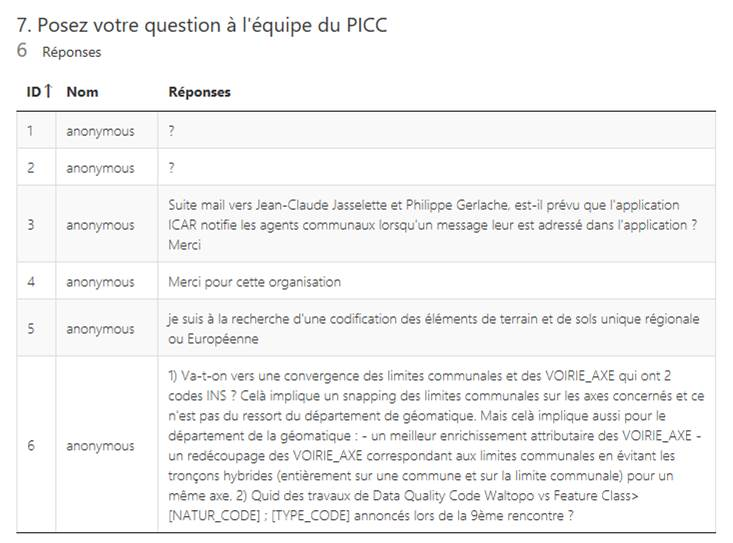 7. Posez votre question à l'équipe du PICC
6 Réponses
ID↑ Nom Réponses
1 anonymous ?
2 anonymous ?
3 anonymous Suite mail vers Jean-Claude Jasselette et Philippe Gerlache, est-il prévu que l'application
ICAR notifie les agents communaux lorsqu'un message leur est adressé dans l'application ?
Merci
4 anonymous Merci pour cette organisation
5 anonymous je suis à la recherche d'une codification des éléments de terrain et de sols unique régionale
ou Européenne
6 anonymous 1) Va-t-on vers une convergence des limites communales et des VOIRIE_AXE qui ont 2
codes INS ? Celà implique un snapping des limites communales sur les axes concernés et ce
n'est pas du ressort du département de géomatique. Mais celà implique aussi pour le
département de la géomatique : - un meilleur enrichissement attributaire des VOIRIE_AXE -
un redécoupage des VOIRIE_AXE correspondant aux limites communales en évitant les
tronçons hybrides (entièrement sur une commune et sur la limite communale) pour un
même axe. 2) Quid des travaux de Data Quality Code Waltopo vs Feature Class>
[NATUR_CODE] ; [TYPE_CODE] annoncés lors de la 9ème rencontre ?